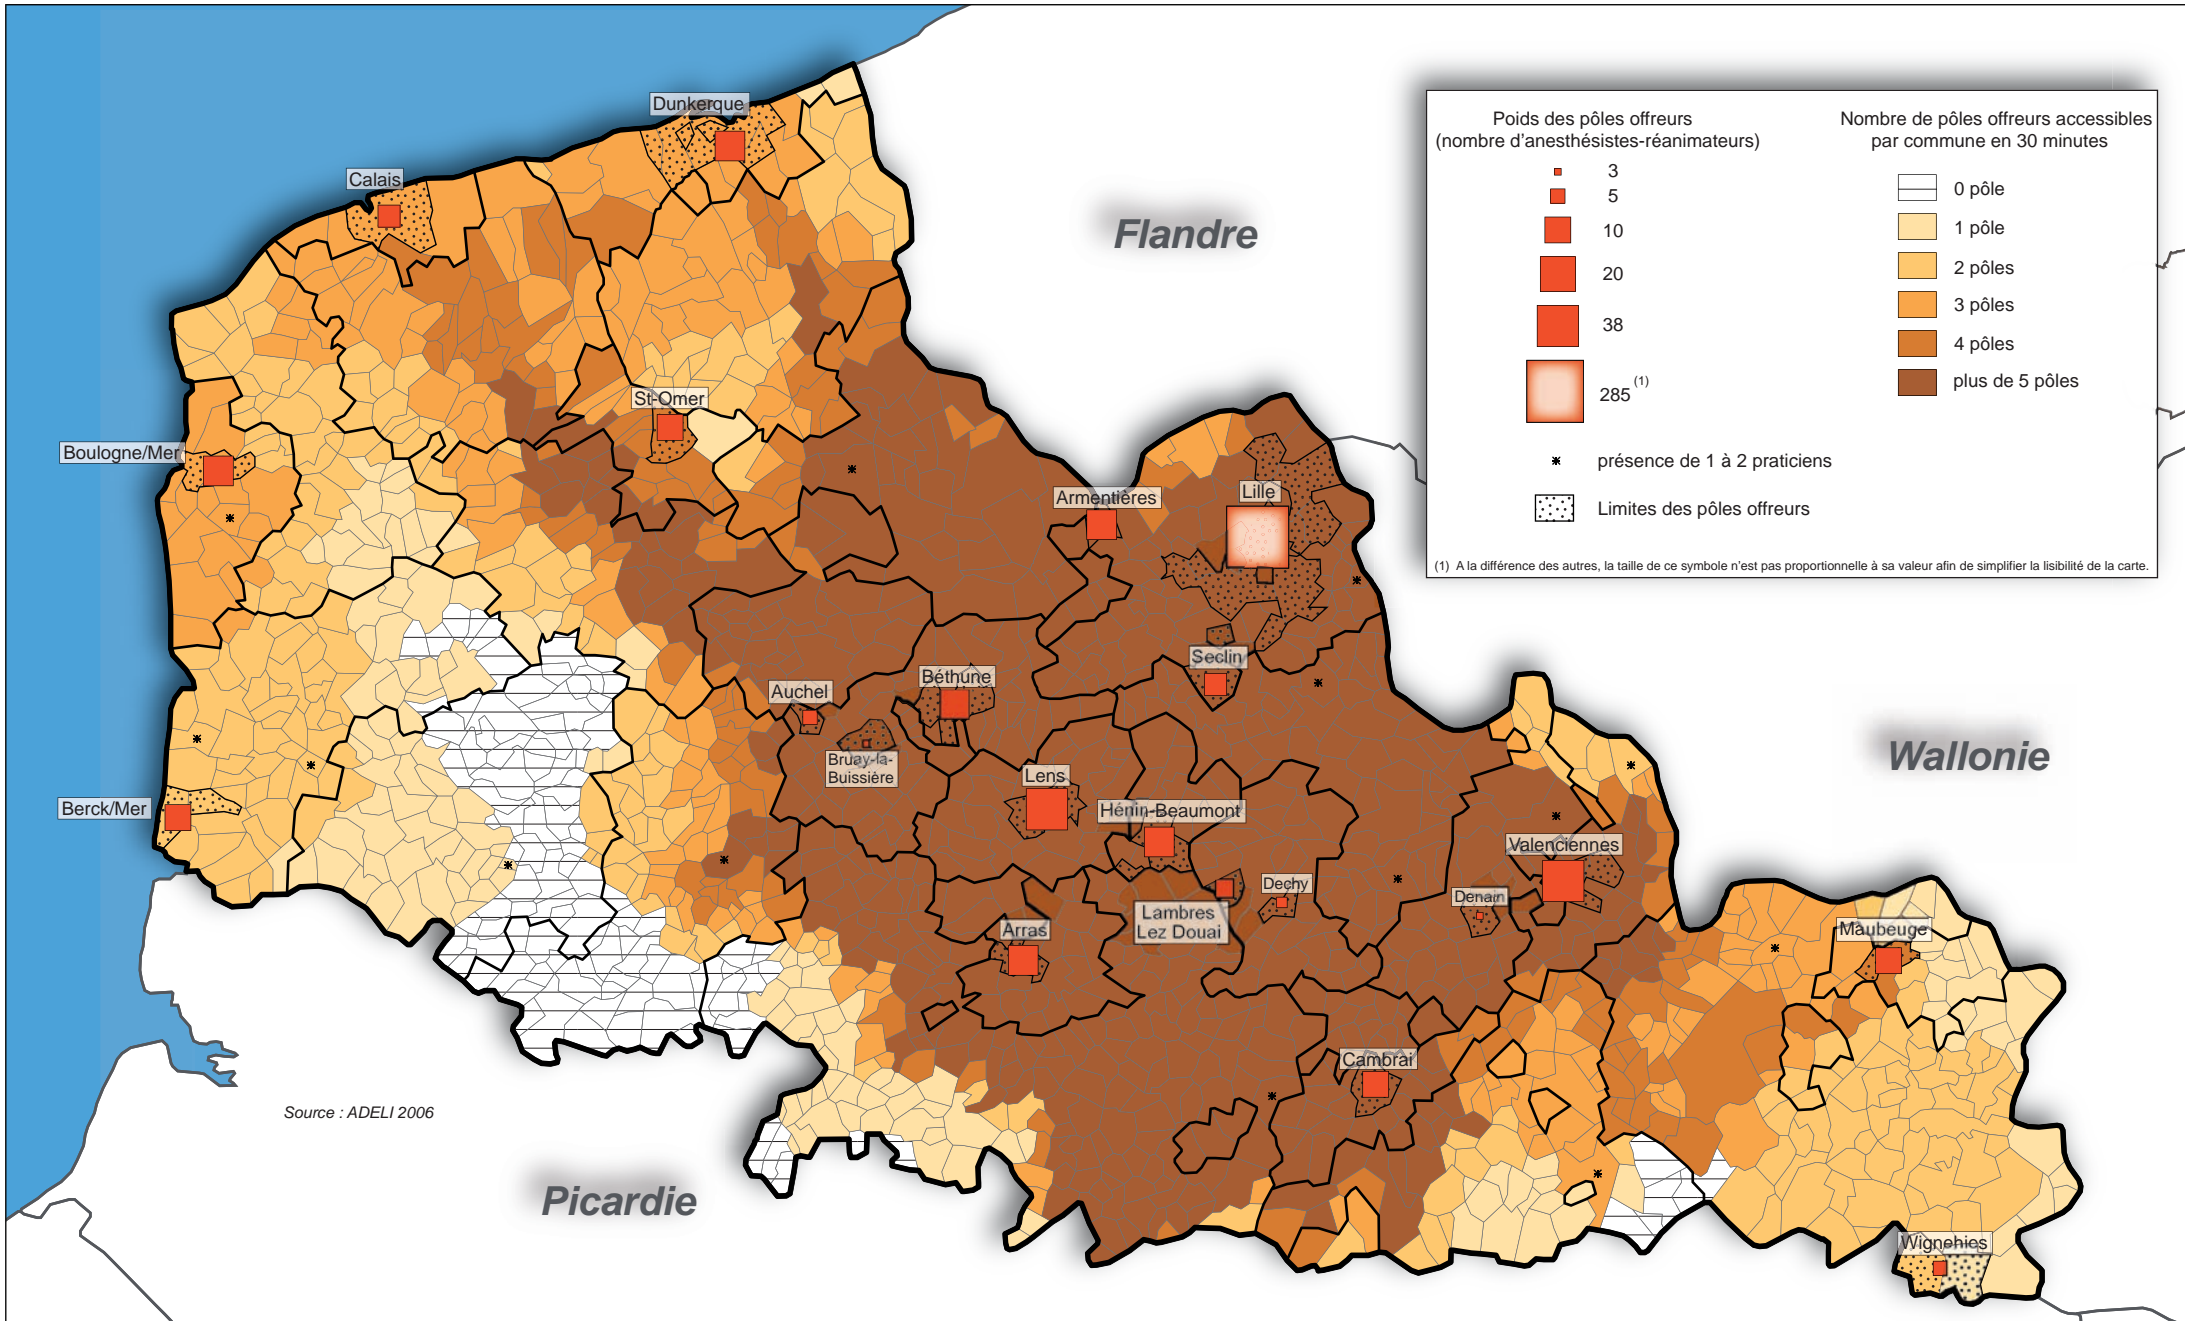 Dunkerque
Calais
Flandre
St-Omer
Boulogne/Mer
Armentières
Lille
Seclin
Béthune
Auchel
Bruay-la-
Buissière
Lens
Hénin-Beaumont
Berck/Mer
Wallonie
Valenciennes
Denain
Dechy
Lambres
Lez Douai
Arras
Maubeuge
Cambrai
Wignehies
Picardie
Source : ADELI 2006
Poids des pôles offreurs
(nombre d'anesthésistes-réanimateurs)
3
5
10
20
38
285 (1)
présence de 1 à 2 praticiens
Limites des pôles offreurs
Nombre de pôles offreurs accessibles
par commune en 30 minutes
0 pôle
1 pôle
2 pôles
3 pôles
4 pôles
plus de 5 pôles
(1) A la différence des autres, la taille de ce symbole n'est pas proportionnelle à sa valeur afin de simplifier la lisibilité de la carte.